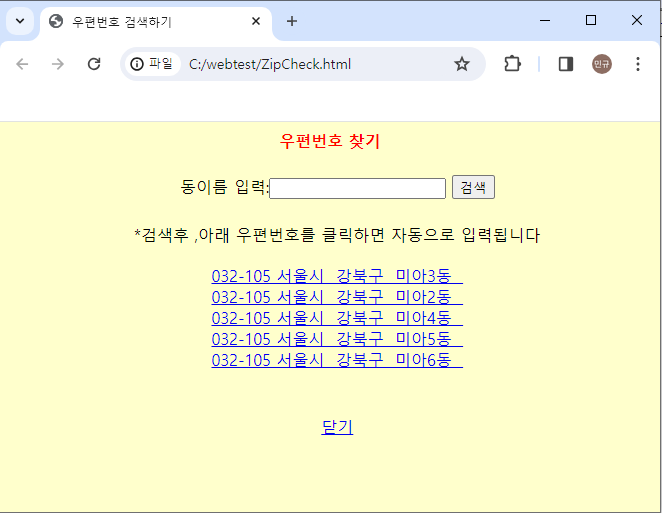 우편번호 검색하기
파일 C:/webtest/ZipCheck.html
민규
우편번호 찾기
동이름 입력: 검색
*검색후 ,아래 우편번호를 클릭하면 자동으로 입력됩니다
032-105 서울시 강북구 미아3동
032-105 서울시 강북구 미아2동
032-105 서울시 강북구 미아4동
032-105 서울시 강북구 미아5동
032-105 서울시 강북구 미아6동
닫기